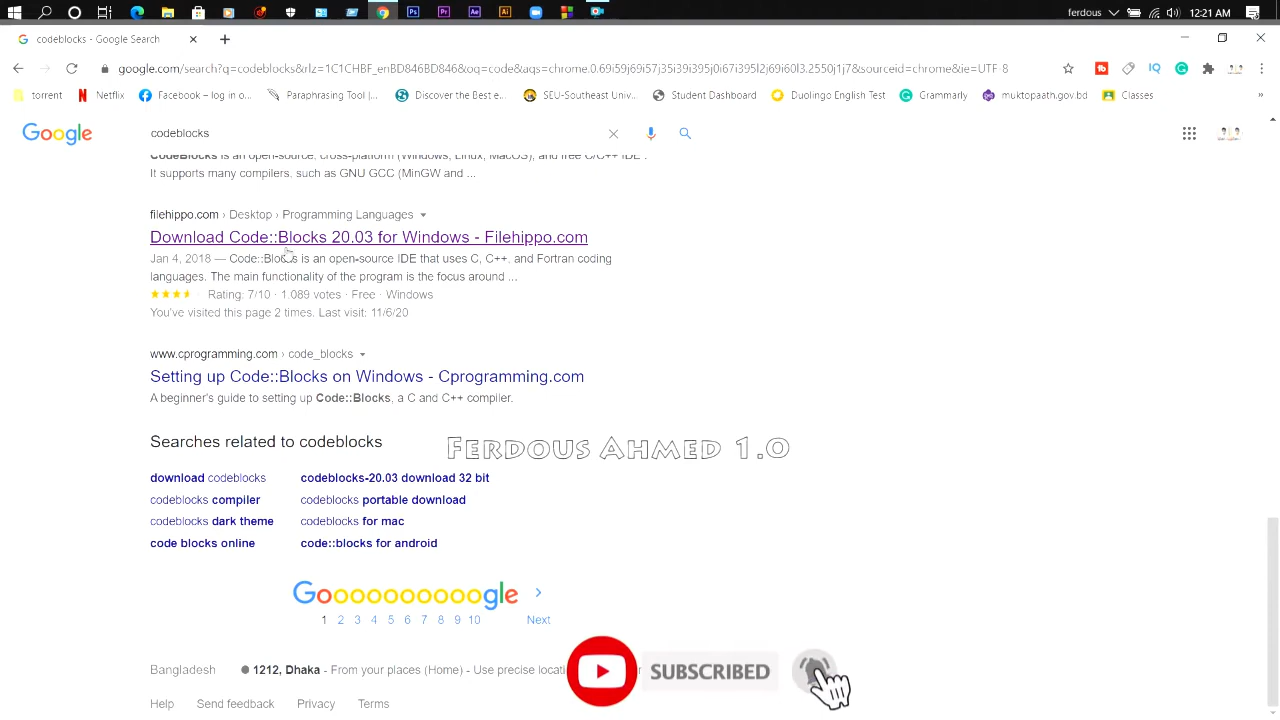 ferdous
12:21 AM
codeblocks - Google Search
google.com/search?q=codeblocks&rlz=1C1CHBF_enBD846BD846&oq=code&aqs=chrome.0.69i59j69i57j35i39i395j0i67i395l2j69i60l3.2550j1j7&sourceid=chrome&ie=UTF-8
torrent
Netflix
Facebook – log in o...
Paraphrasing Tool |...
Discover the Best e...
SEU-Southeast Univ...
Student Dashboard
Duolingo English Test
Grammarly
muktopaath.gov.bd
Classes
Google
codeblocks
CodeBlocks is an open-source. cross-platform (Windows, Linux, MacOS), and free C/C++ IDE .
It supports many compilers. such as GNU GCC (MinGW and ...
filehippo.com › Desktop › Programming Languages
Download Code::Blocks 20.03 for Windows - Filehippo.com
Jan 4, 2018 — Code::Blocks is an open-source IDE that uses C, C++. and Fortran coding
languages. The main functionality of the program is the focus around ...
Rating: 7/10 · 1.089 votes · Free · Windows
You've visited this page 2 times. Last visit: 11/6/20
www.cprogramming.com › code_blocks
Setting up Code::Blocks on Windows - Cprogramming.com
A beginner's guide to setting up Code::Blocks, a C and C++ compiler.
Searches related to codeblocks
Ferdous Ahmed 1.0
download codeblocks
codeblocks-20.03 download 32 bit
codeblocks compiler
codeblocks portable download
codeblocks dark theme
codeblocks for mac
code blocks online
code::blocks for android
Goooooooooogle
1 2 3 4 5 6 7 8 9 10 Next
Bangladesh
1212, Dhaka - From your places (Home) - Use precise locati
SUBSCRIBED
Help Send feedback Privacy Terms